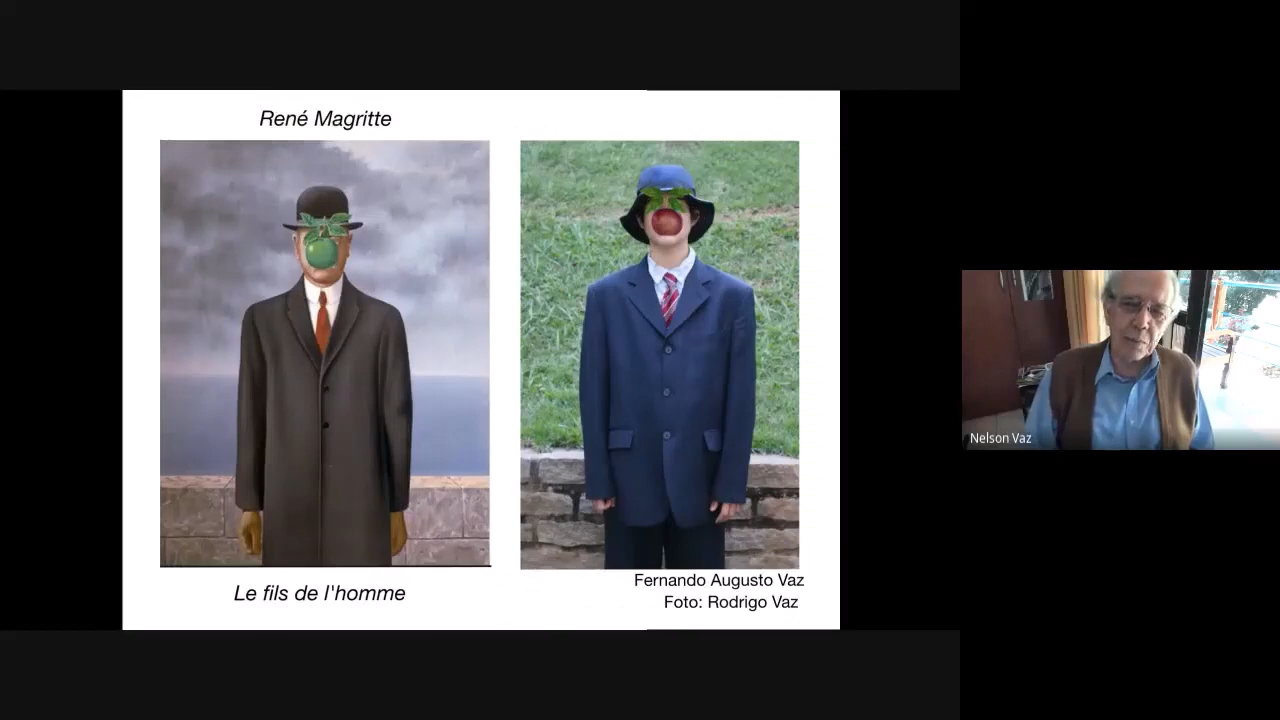 René Magritte
Le fils de l'homme
Fernando Augusto Vaz
Foto: Rodrigo Vaz
Nelson Vaz